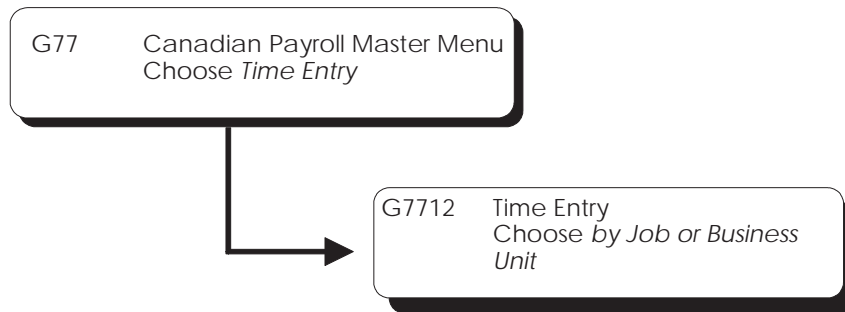 G77 Canadian Payroll Master Menu
Choose Time Entry
G7712 Time Entry
Choose by Job or Business
Unit